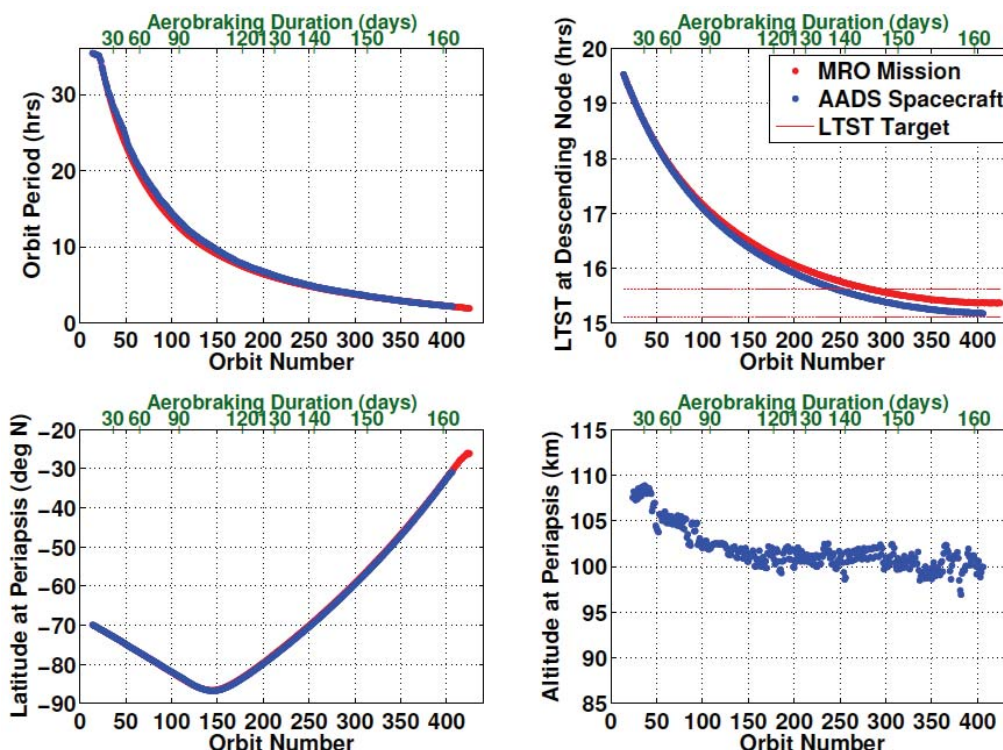 Aerobraking Duration (days)
30 60 90 120 130 140 150 160
Orbit Period (hrs)
30
20
10
0
0 50 100 150 200 250 300 350 400
Orbit Number
Aerobraking Duration (days)
30 60 90 120 130 140 150 160
LTST at Descending Node (hrs)
20
19
18
17
16
15
MRO Mission
AADS Spacecraft
LTST Target
0 50 100 150 200 250 300 350 400
Orbit Number
Aerobraking Duration (days)
30 60 90 120 130 140 150 160
Latitude at Periapsis (deg N)
−20
−30
−40
−50
−60
−70
−80
−90
0 50 100 150 200 250 300 350 400
Orbit Number
Aerobraking Duration (days)
30 60 90 120 130 140 150 160
Altitude at Periapsis (km)
115
110
105
100
95
90
85
0 50 100 150 200 250 300 350 400
Orbit Number